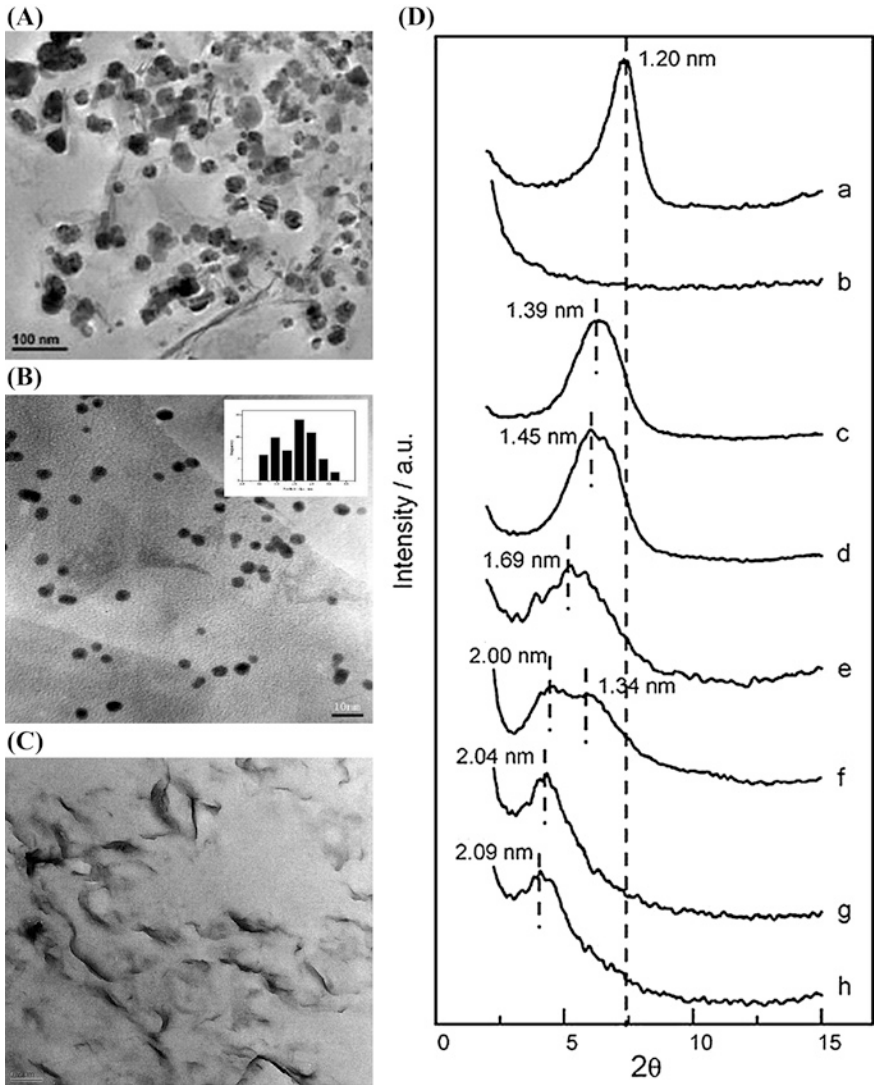 (A)
100 nm
(B)
10nm
(C)
(D)
Intensity / a.u.
1.20 nm
a
b
1.39 nm
c
1.45 nm
d
1.69 nm
e
2.00 nm
1.34 nm
f
2.04 nm
g
2.09 nm
h
0 5 10 15
2θ